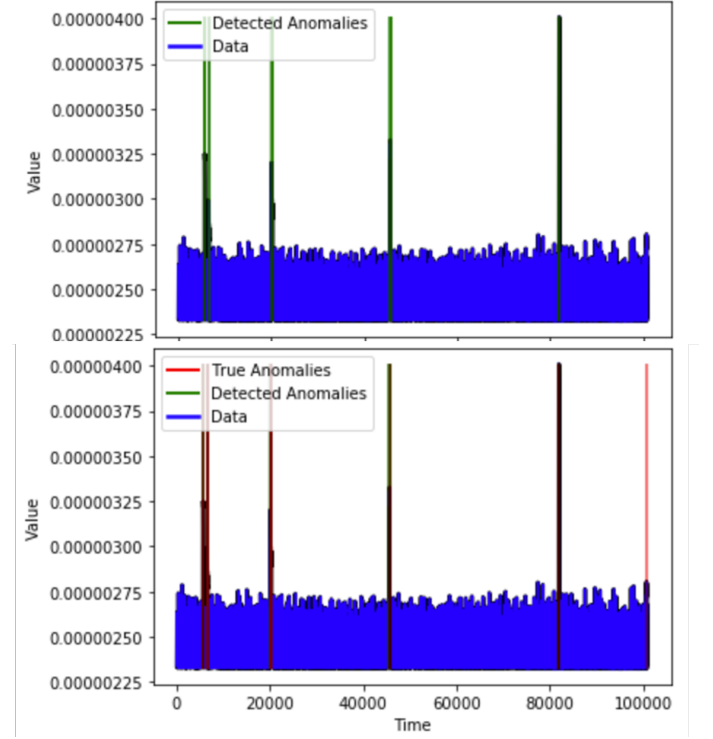 0.00000400
Detected Anomalies
Data
0.00000375
0.00000350
0.00000325
Value
0.00000300
0.00000275
0.00000250
0.00000225
0.00000400
True Anomalies
Detected Anomalies
Data
0.00000375
0.00000350
0.00000325
Value
0.00000300
0.00000275
0.00000250
0.00000225
0 20000 40000 60000 80000 100000
Time